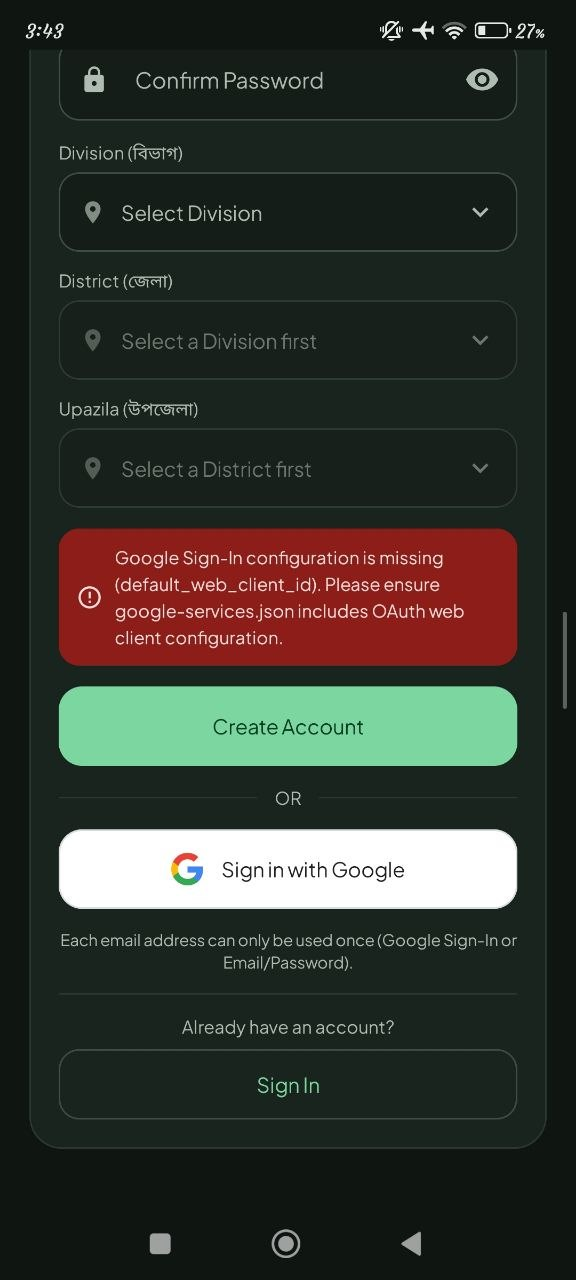 3:43
27%
Confirm Password
Division (বিভাগ)
Select Division
District (জেলা)
Select a Division first
Upazila (উপজেলা)
Select a District first
Google Sign-In configuration is missing
(default_web_client_id). Please ensure
google-services.json includes OAuth web
client configuration.
Create Account
OR
Sign in with Google
Each email address can only be used once (Google Sign-In or
Email/Password).
Already have an account?
Sign In